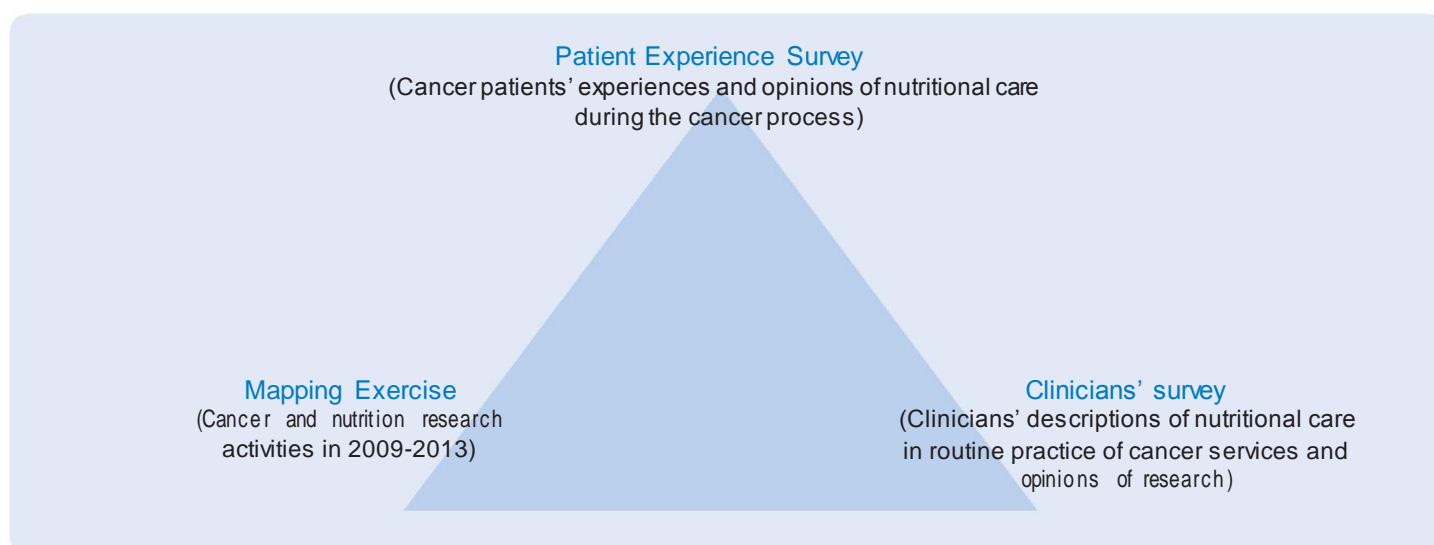 Patient Experience Survey
(Cancer patients’ experiences and opinions of nutritional care
during the cancer process)
Mapping Exercise
(Cancer and nutrition research
activities in 2009-2013)
Clinicians’ survey
(Clinicians’ descriptions of nutritional care
in routine practice of cancer services and
opinions of research)